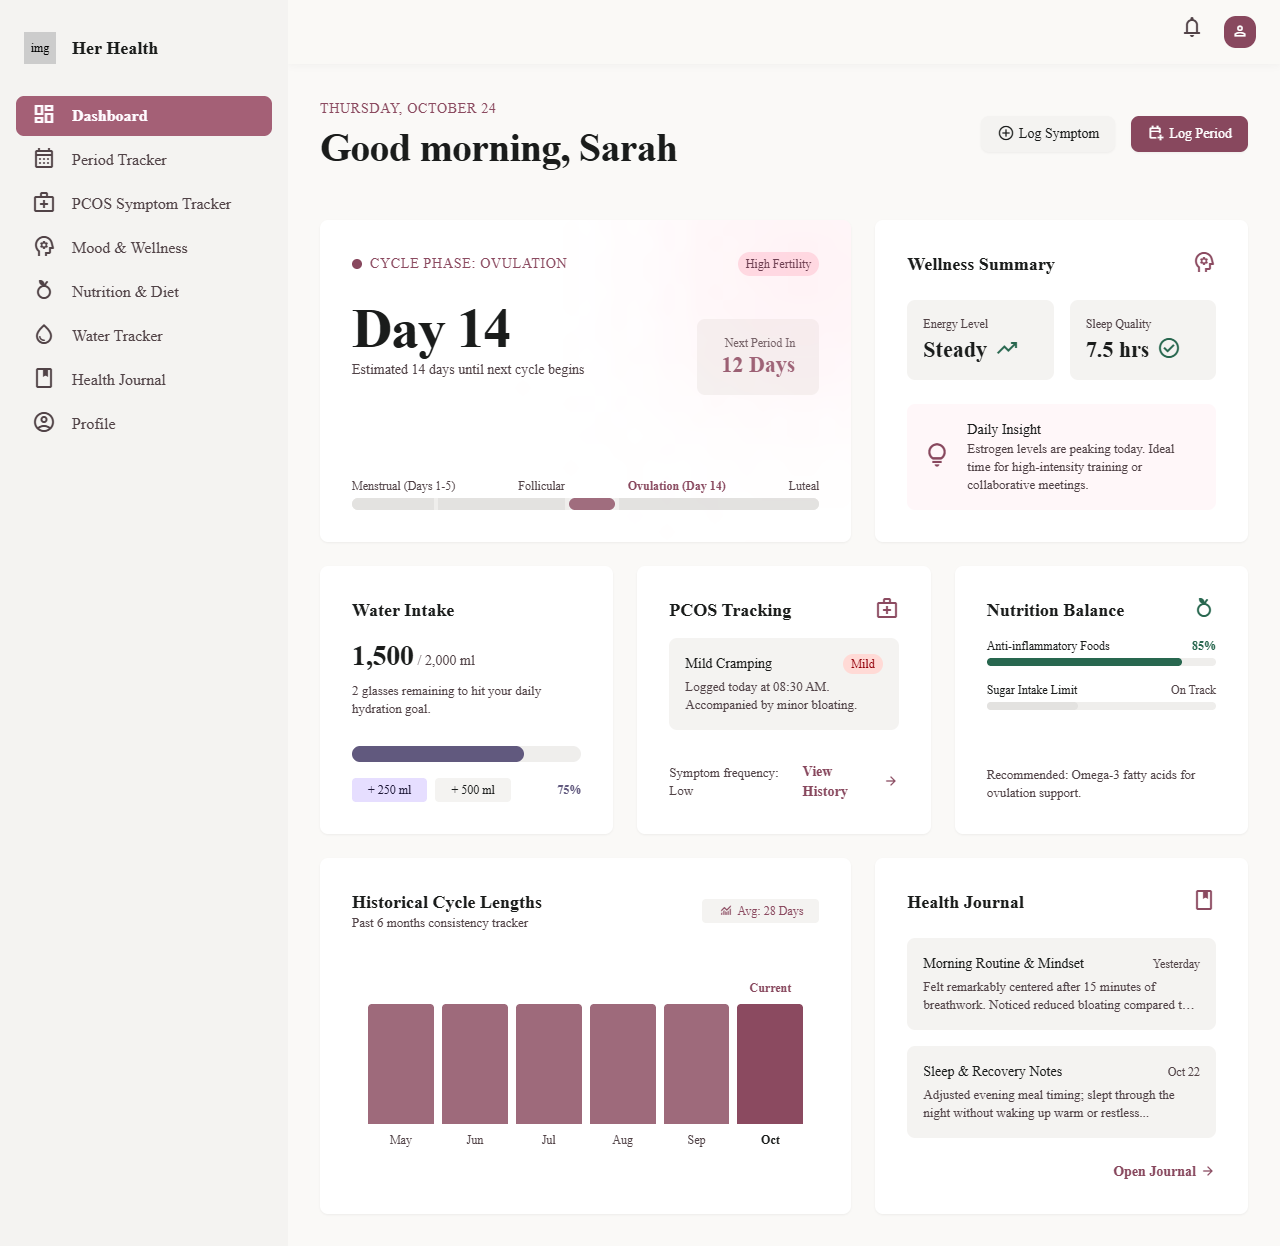 img
Her Health
Dashboard
Period Tracker
PCOS Symptom Tracker
Mood & Wellness
Nutrition & Diet
Water Tracker
Health Journal
Profile
THURSDAY, OCTOBER 24
Good morning, Sarah
Log Symptom
Log Period
CYCLE PHASE: OVULATION
High Fertility
Day 14
Estimated 14 days until next cycle begins
Next Period In
12 Days
Menstrual (Days 1-5)
Follicular
Ovulation (Day 14)
Luteal
Wellness Summary
Energy Level
Steady
Sleep Quality
7.5 hrs
Daily Insight
Estrogen levels are peaking today. Ideal
time for high-intensity training or
collaborative meetings.
Water Intake
1,500 / 2,000 ml
2 glasses remaining to hit your daily
hydration goal.
+ 250 ml
+ 500 ml
75%
PCOS Tracking
Mild Cramping
Mild
Logged today at 08:30 AM.
Accompanied by minor bloating.
Symptom frequency:
Low
View
History
Nutrition Balance
Anti-inflammatory Foods
85%
Sugar Intake Limit
On Track
Recommended: Omega-3 fatty acids for
ovulation support.
Historical Cycle Lengths
Past 6 months consistency tracker
Avg: 28 Days
Current
May
Jun
Jul
Aug
Sep
Oct
Health Journal
Morning Routine & Mindset
Yesterday
Felt remarkably centered after 15 minutes of
breathwork. Noticed reduced bloating compared t…
Sleep & Recovery Notes
Oct 22
Adjusted evening meal timing; slept through the
night without waking up warm or restless...
Open Journal